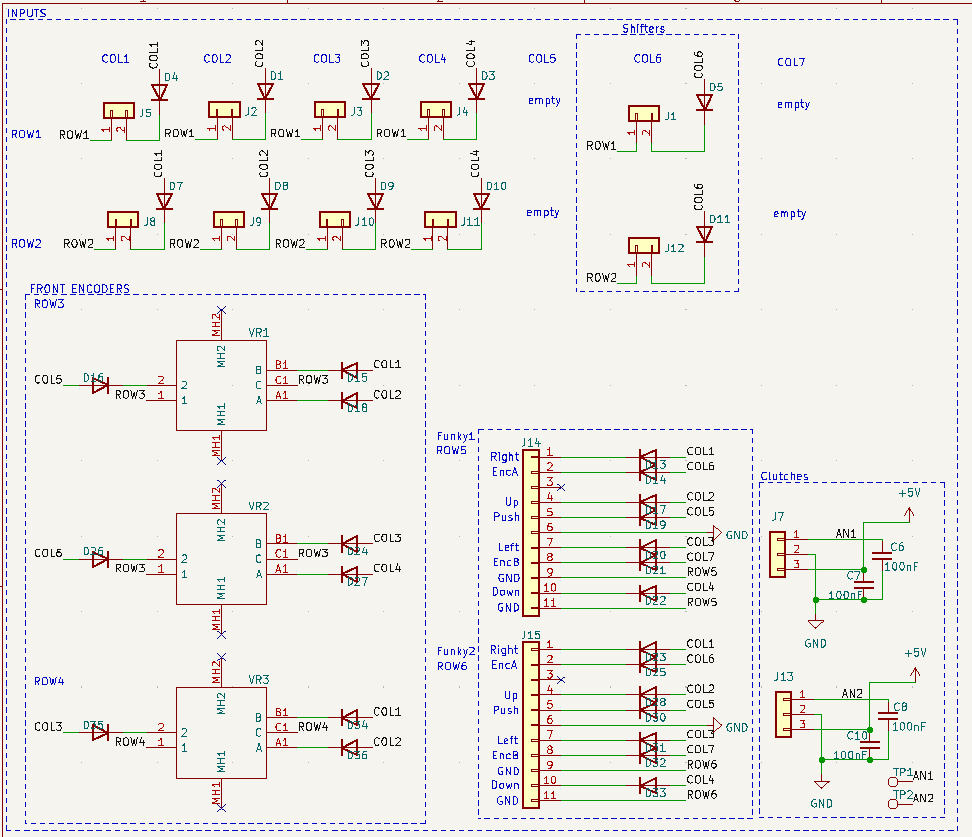 INPUTS
Shifters
COL1 COL1 D4 COL2 COL2 D1 COL3 COL3 D2 COL4 COL4 D3 COL5 COL6 COL6 D5 COL7
empty empty
J5 J2 J3 J4 J1
ROW1 ROW1 1 2 ROW1 1 2 ROW1 1 2 ROW1 1 2 ROW1 1 2
COL1 D7 COL2 D8 COL3 D9 COL4 D10 COL6 D11
empty empty
J8 J9 J10 J11 J12
ROW2 ROW2 1 2 ROW2 1 2 ROW2 1 2 ROW2 1 2 ROW2 1 2
FRONT ENCODERS
ROW3
MH2 MH2 VR1
COL5 D16 2 2 B B1 D15 COL1
C C1 ROW3
ROW3 1 1 A A1 D18 COL2
MH1 MH1
MH2 MH2 VR2
COL6 D26 2 2 B B1 D24 COL3
C C1 ROW3
ROW3 1 1 A A1 D27 COL4
MH1 MH1
ROW4
MH2 MH2 VR3
COL3 D35 2 2 B B1 D34 COL1
C C1 ROW4
ROW4 1 1 A A1 D36 COL2
MH1 MH1
Funky1
ROW5
J14
Right 1 COL1
EncA 2 COL6
3 D14
Up 4 COL2
Push 5 COL5
6 D19 GND
Left 7 COL3
EncB 8 COL7
GND 9 D21 ROW5
Down 10 COL4
GND 11 D22 ROW5
Funky2
ROW6
J15
Right 1 COL1
EncA 2 COL6
3 D25
Up 4 COL2
Push 5 COL5
6 D30 GND
Left 7 COL3
EncB 8 COL7
GND 9 D32 ROW6
Down 10 COL4
GND 11 D33 ROW6
Clutches
+5V
J7
1 AN1
2 C6
3 100nF
C7
100nF
GND
+5V
J13
1 AN2
2 C8
3 100nF
C10
100nF
GND
TP1 AN1
TP2 AN2